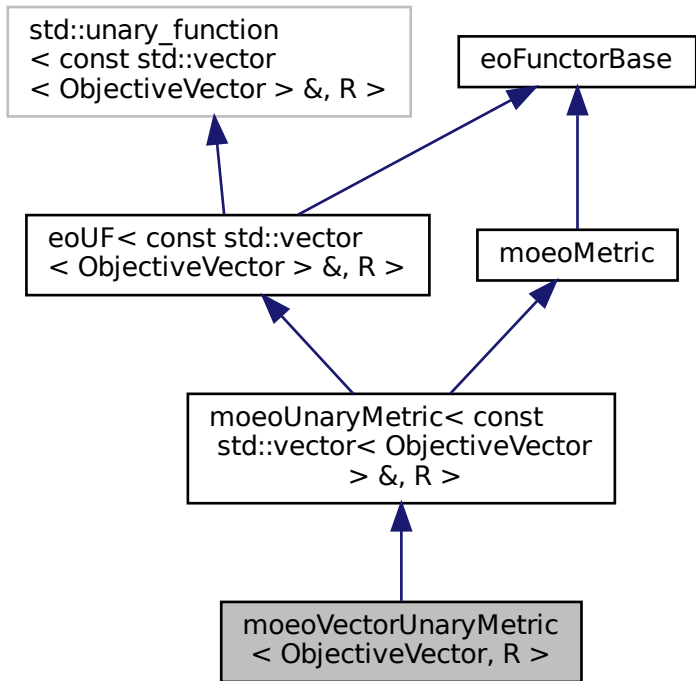 std::unary_function
< const std::vector
< ObjectiveVector > &, R >
eoFunctorBase
eoUF< const std::vector
< ObjectiveVector > &, R >
moeoMetric
moeoUnaryMetric< const
std::vector< ObjectiveVector
> &, R >
moeoVectorUnaryMetric
< ObjectiveVector, R >